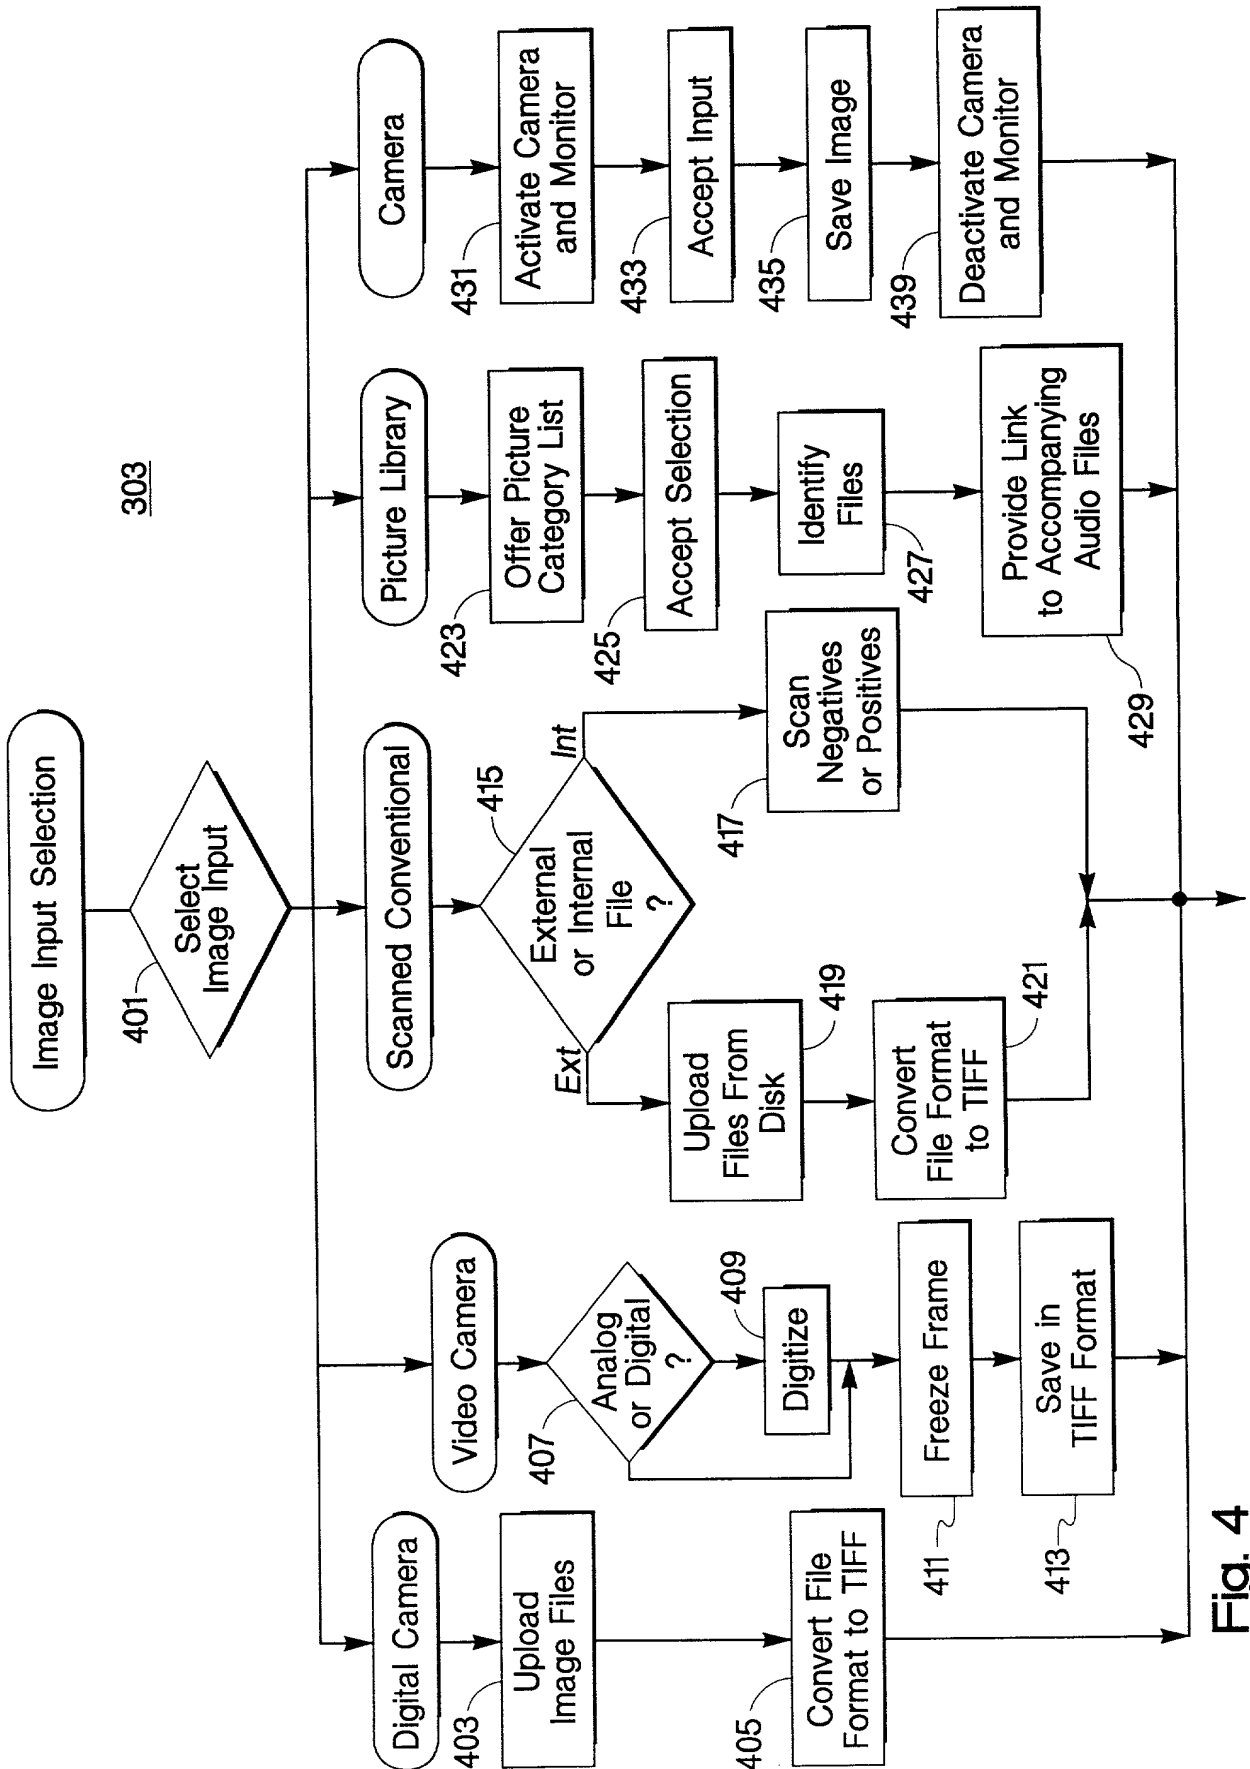 303
Image Input Selection
401
Select
Image Input
Digital Camera
403
Upload
Image Files
405
Convert File
Format to TIFF
Video Camera
407
Analog
or Digital
?
409
Digitize
411
Freeze Frame
413
Save in
TIFF Format
Scanned Conventional
415
External
or Internal
File
?
Ext
Int
419
Upload
Files From
Disk
421
Convert
File Format
to TIFF
417
Scan
Negatives
or Positives
Picture Library
423
Offer Picture
Category List
425
Accept Selection
427
Identify
Files
429
Provide Link
to Accompanying
Audio Files
Camera
431
Activate Camera
and Monitor
433
Accept Input
435
Save Image
439
Deactivate Camera
and Monitor
Fig. 4